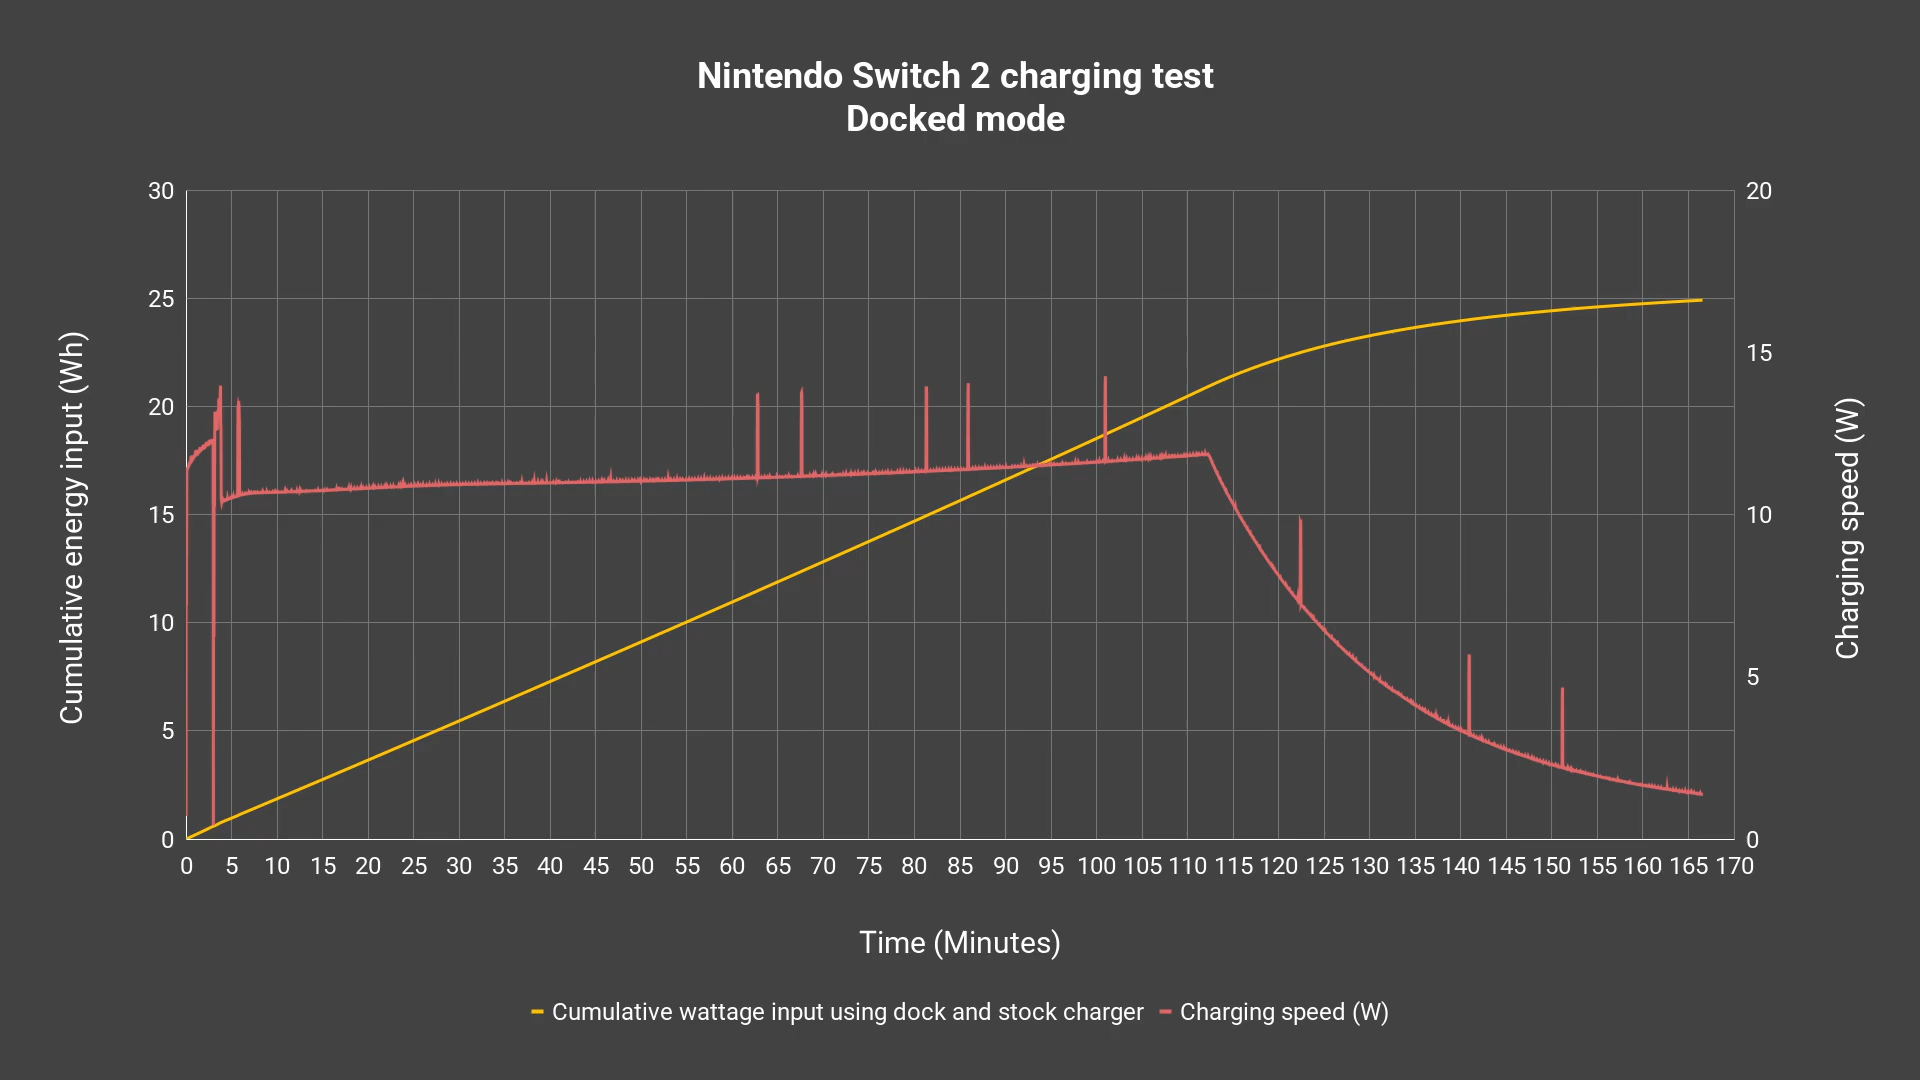 Nintendo Switch 2 charging test
Docked mode
30
25
20
15
10
5
0
20
15
10
5
0
Cumulative energy input (Wh)
Charging speed (W)
0 5 10 15 20 25 30 35 40 45 50 55 60 65 70 75 80 85 90 95 100 105 110 115 120 125 130 135 140 145 150 155 160 165 170
Time (Minutes)
Cumulative wattage input using dock and stock charger Charging speed (W)